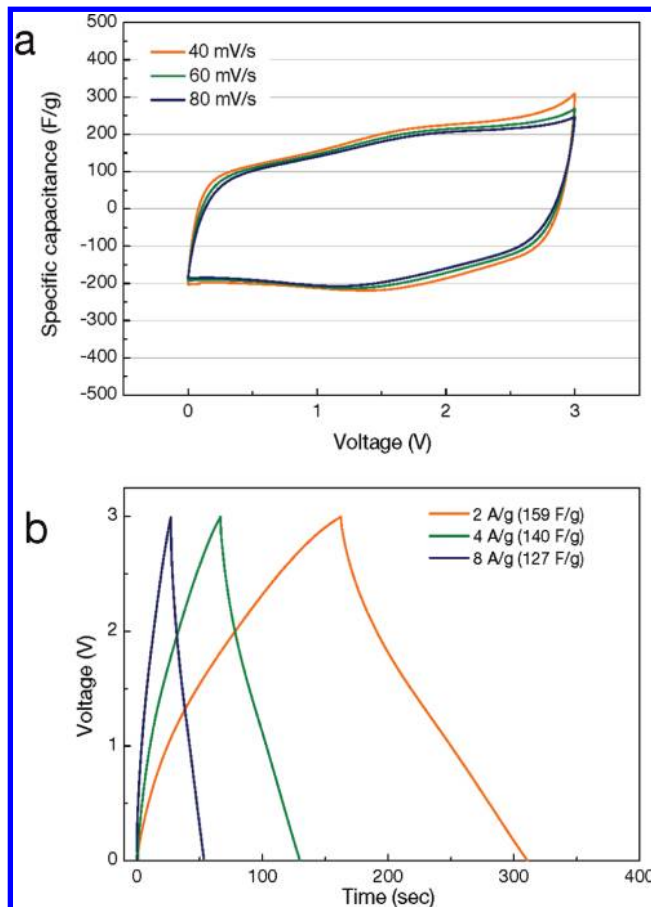 a
500
400
300
200
100
0
-100
-200
-300
-400
-500
Specific capacitance (F/g)
40 mV/s
60 mV/s
80 mV/s
0 1 2 3
Voltage (V)
b
3
2
1
0
Voltage (V)
2 A/g (159 F/g)
4 A/g (140 F/g)
8 A/g (127 F/g)
0 100 200 300 400
Time (sec)